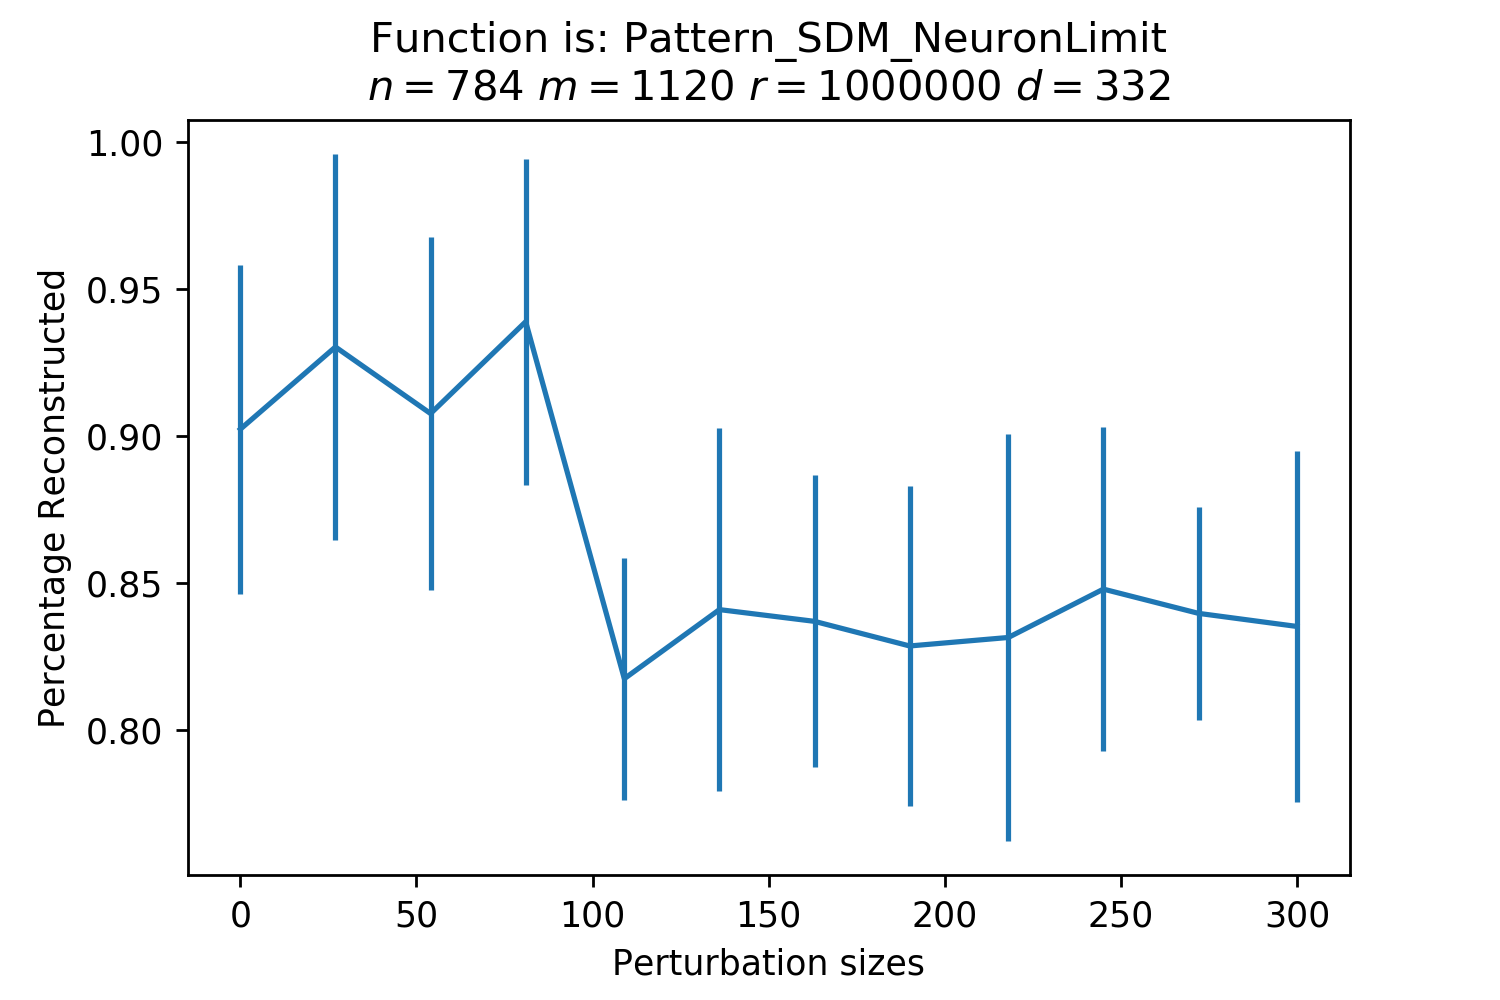 Function is: Pattern_SDM_NeuronLimit
n = 784 m = 1120 r = 1000000 d = 332
Percentage Reconstructed
1.00
0.95
0.90
0.85
0.80
0 50 100 150 200 250 300
Perturbation sizes